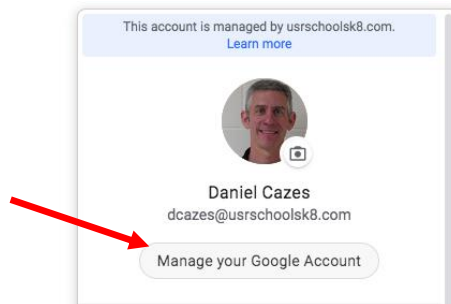 This account is managed by usrschoolsk8.com.
Learn more
Daniel Cazes
dcazes@usrschoolsk8.com
Manage your Google Account